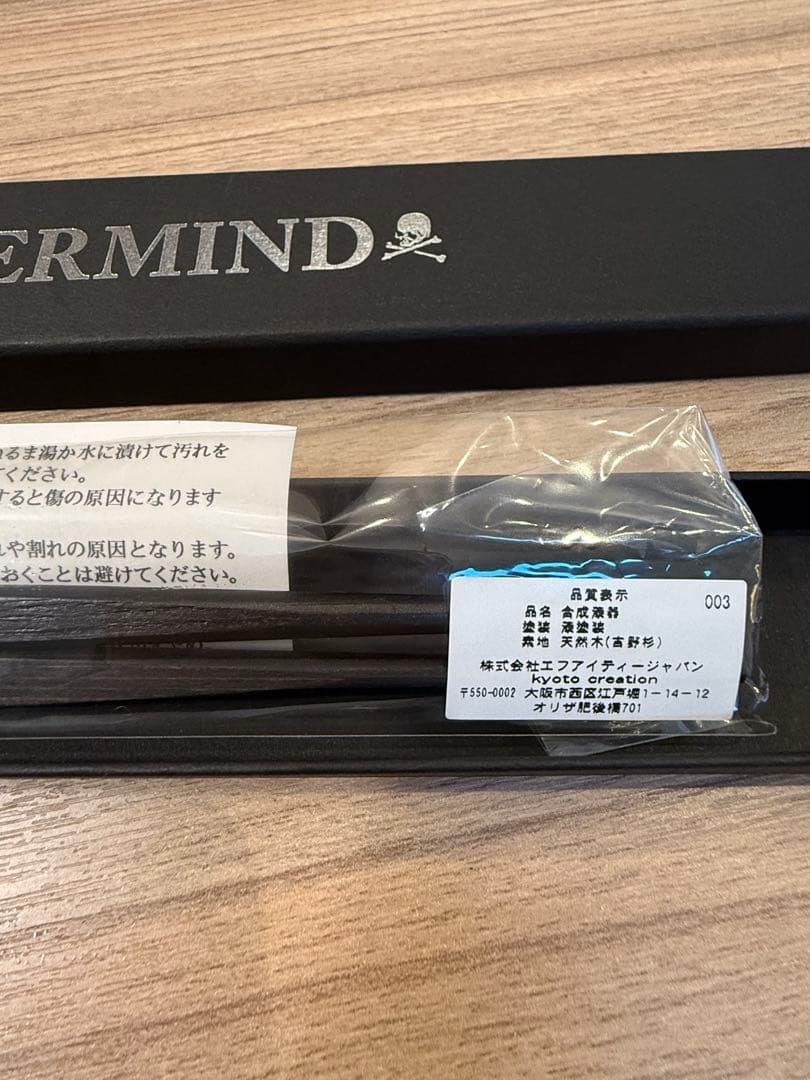 ERMIND
るま湯か水に漬けて汚れを
てください。
すると傷の原因になります
れや割れの原因となります。
おくことは避けてください。
品質表示
003
品名 合成漆器
塗装 漆塗装
素地 天然木(吉野杉)
株式会社エフアイティージャパン
kyoto creation
〒550-0002 大阪市西区江戸堀1-14-12
オリザ肥後橋701